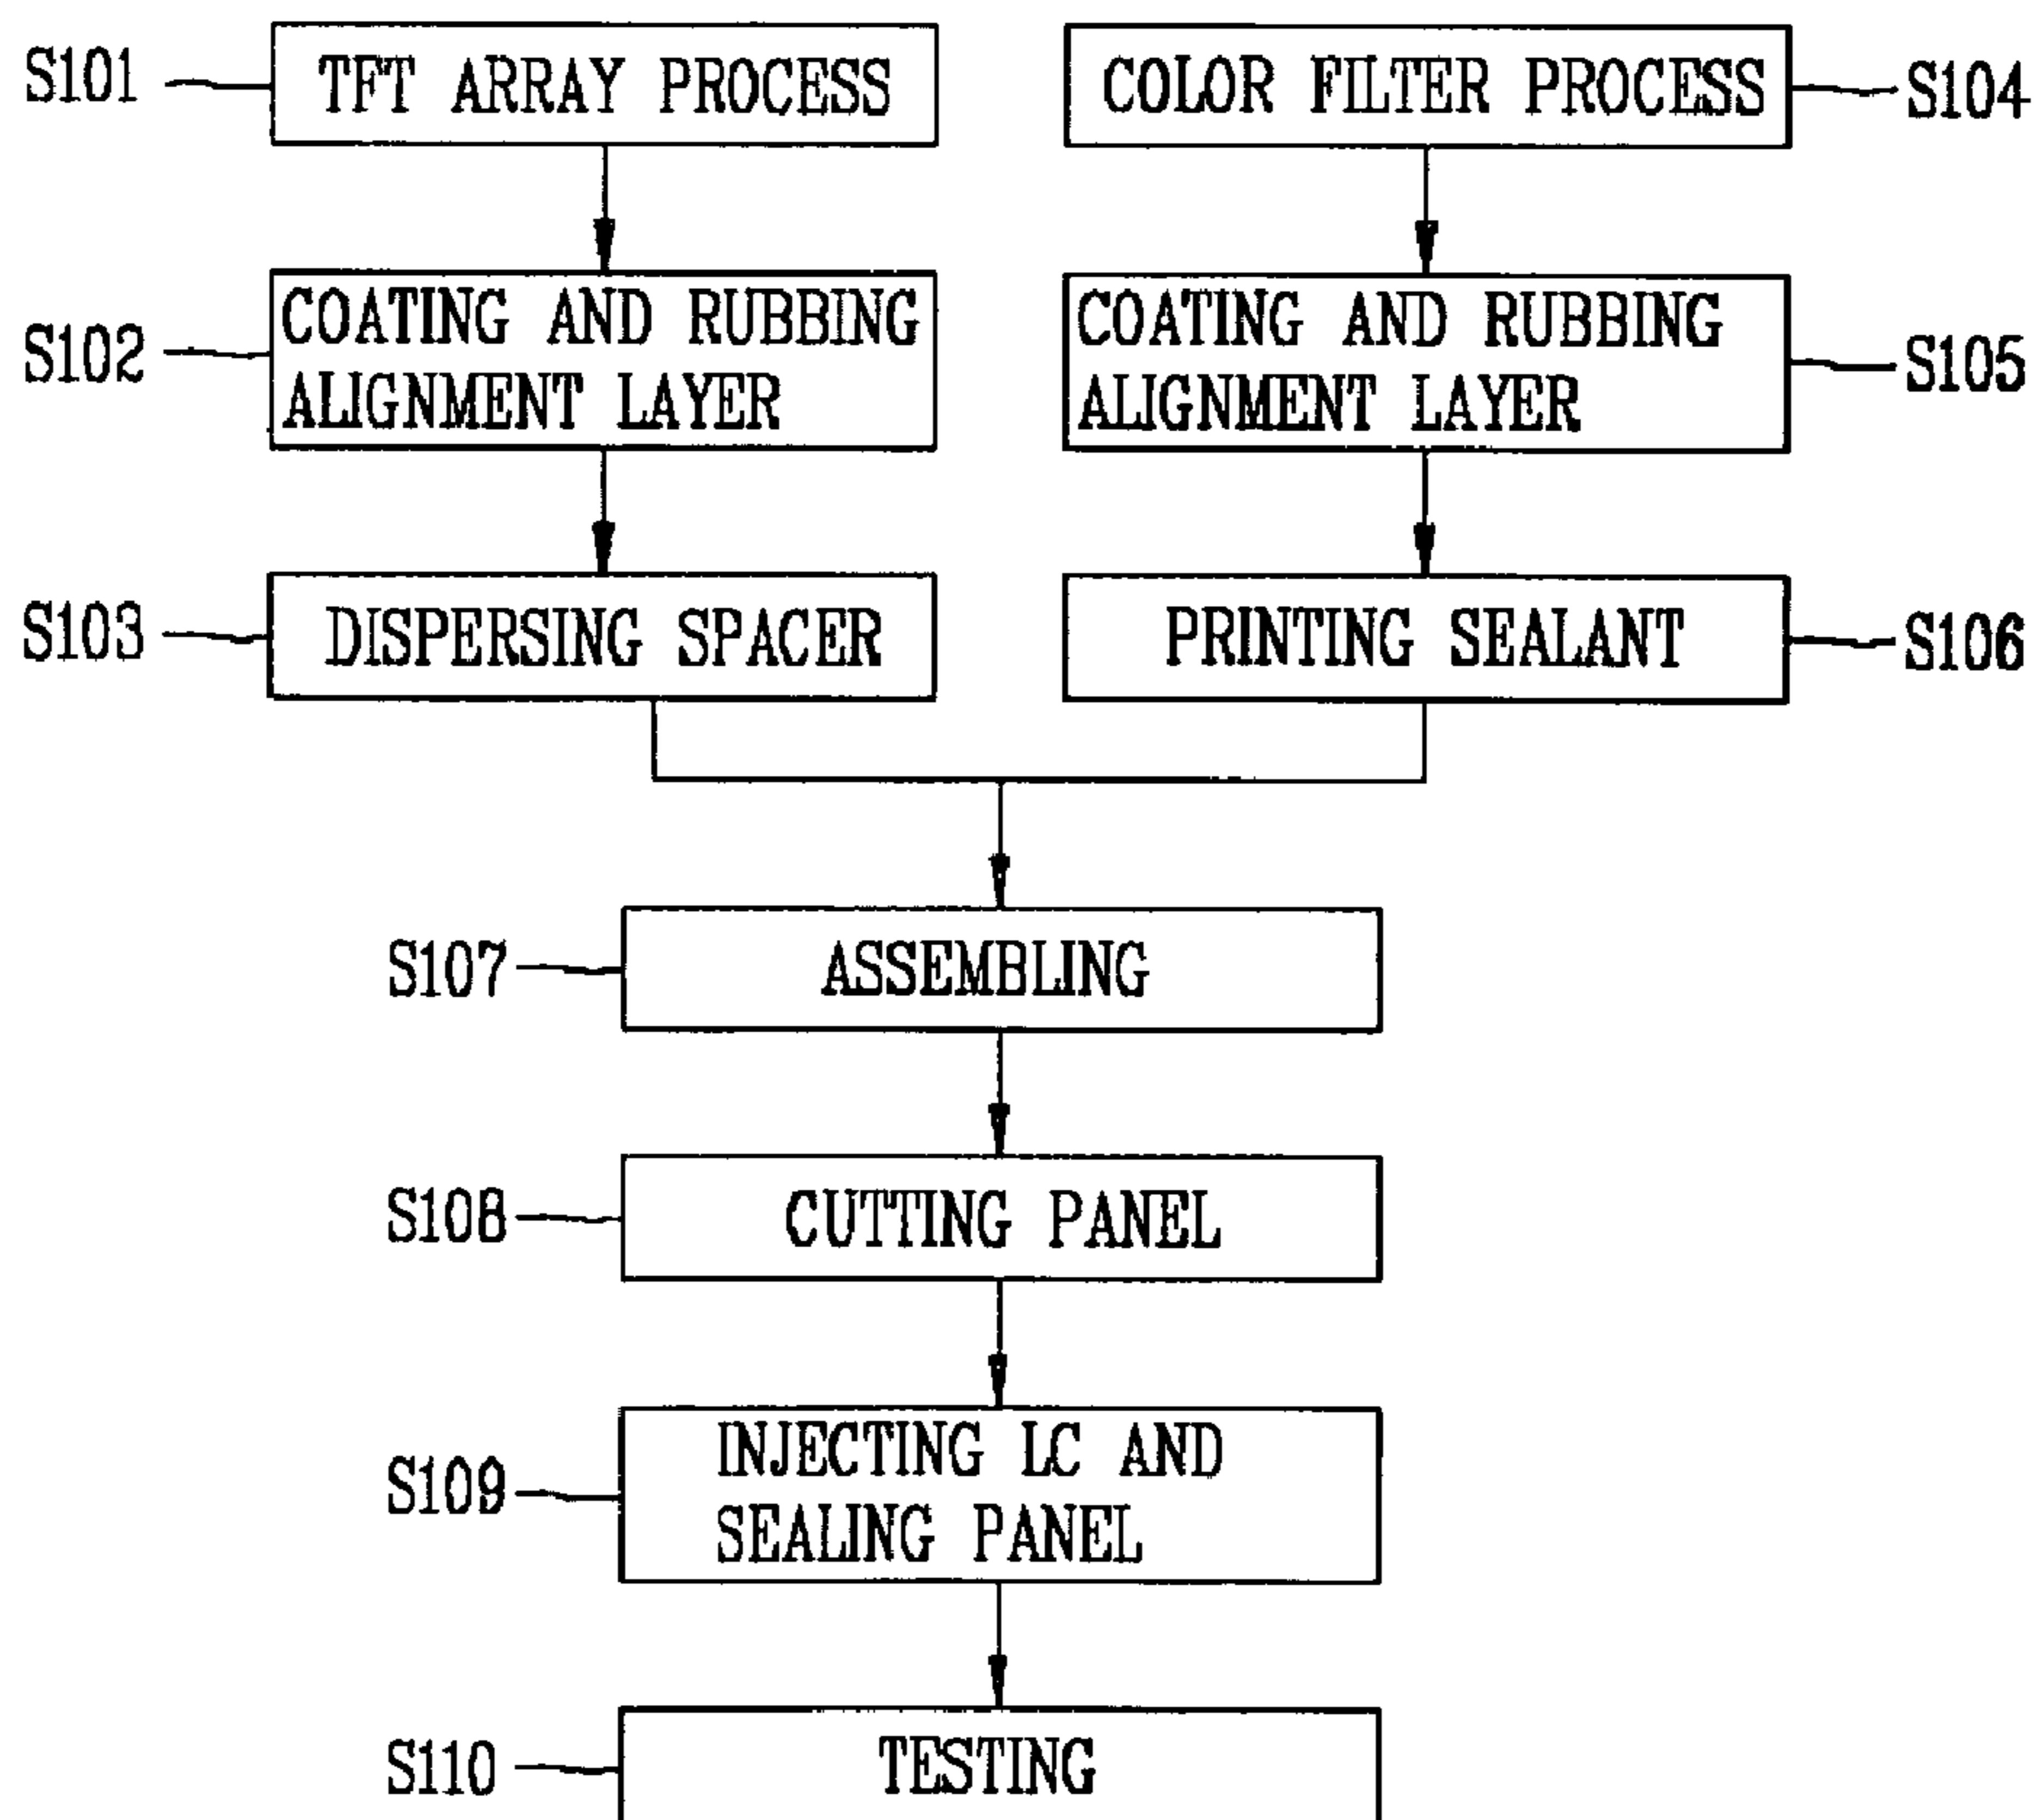 S101
TFT ARRAY PROCESS
COLOR FILTER PROCESS
S104
S102
COATING AND RUBBING
ALIGNMENT LAYER
COATING AND RUBBING
ALIGNMENT LAYER
S105
S103
DISPERSING SPACER
PRINTING SEALANT
S106
S107
ASSEMBLING
S108
CUTTING PANEL
S109
INJECTING LC AND
SEALING PANEL
S110
TESTING